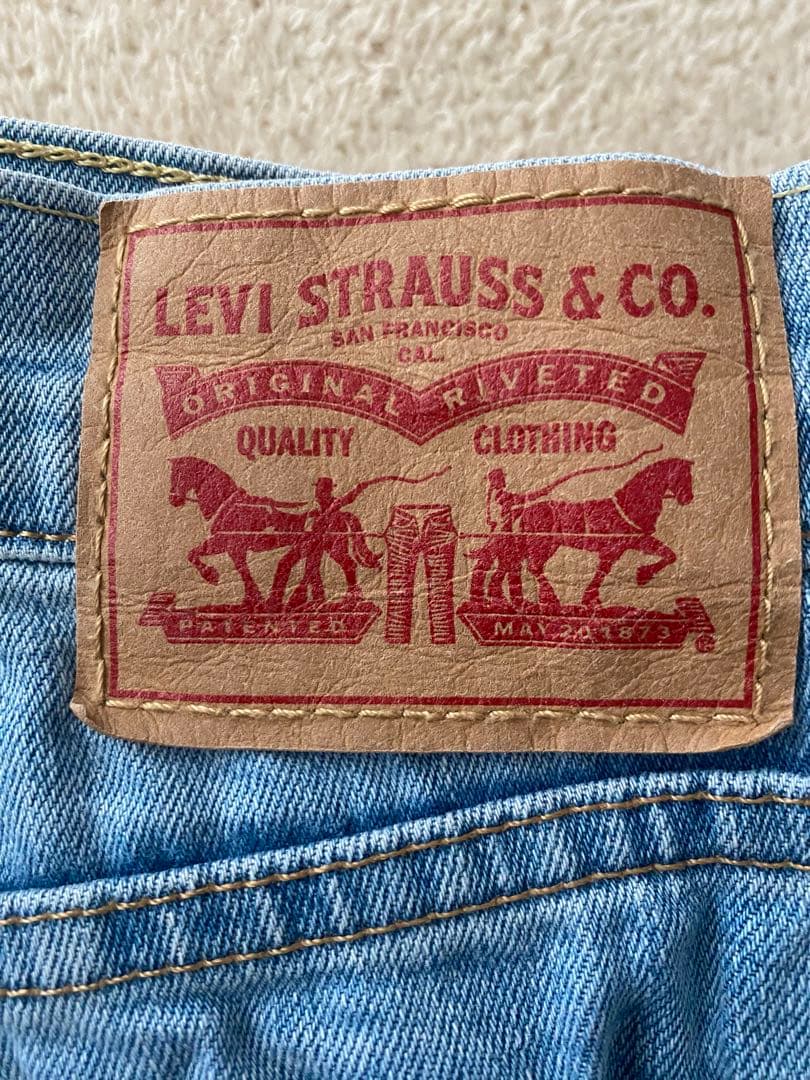 LEVI STRAUSS & CO.
SAN FRANCISCO
CAL.
ORIGINAL RIVETED
QUALITY CLOTHING
PATENTED MAY 20 1873 ®